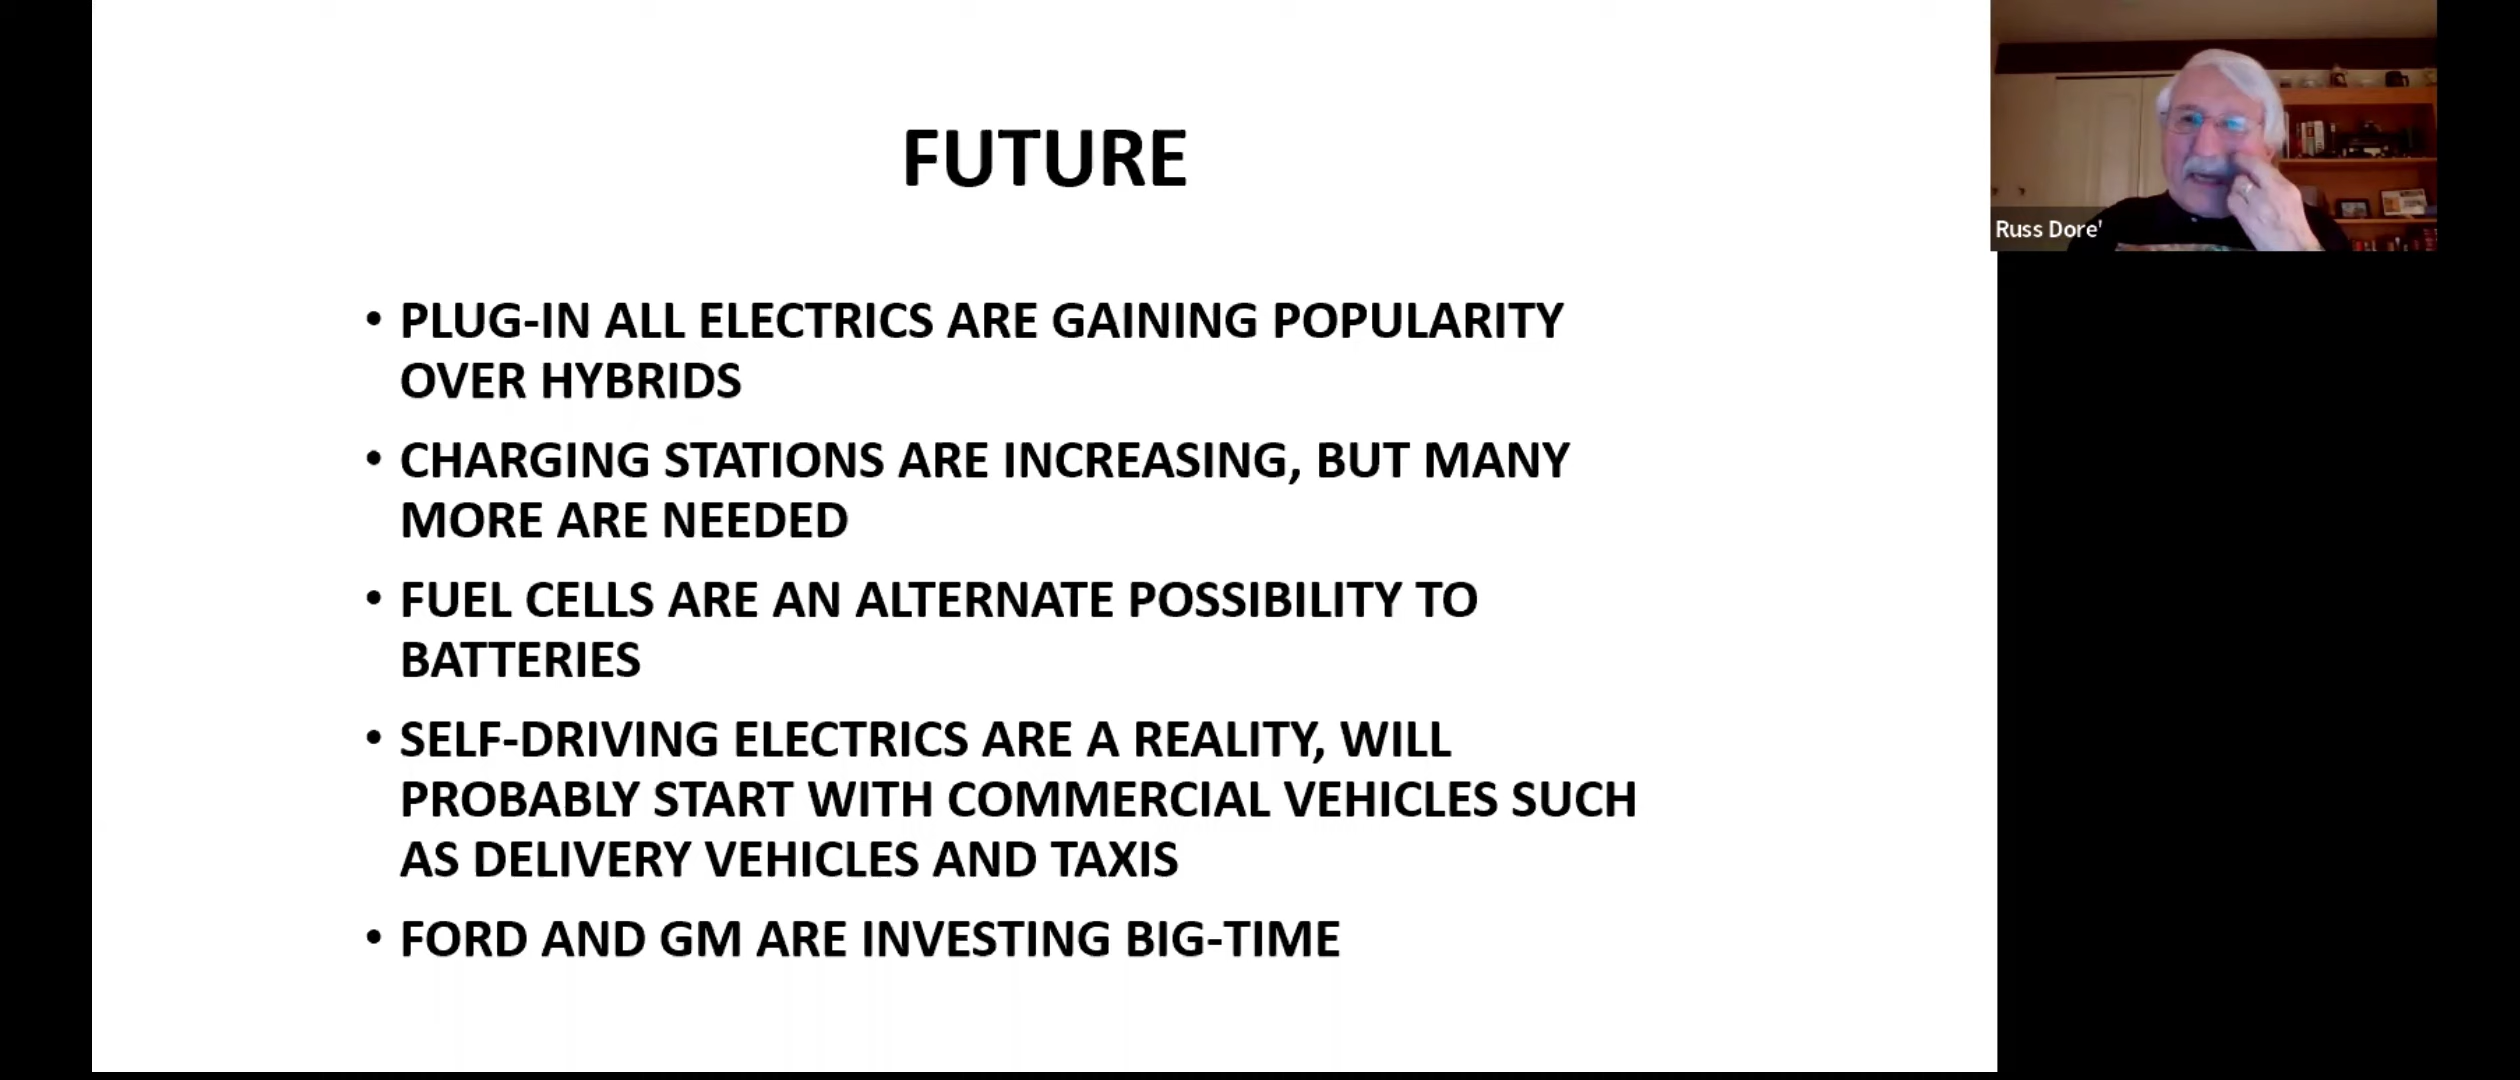 FUTURE
• PLUG-IN ALL ELECTRICS ARE GAINING POPULARITY
OVER HYBRIDS
• CHARGING STATIONS ARE INCREASING, BUT MANY
MORE ARE NEEDED
• FUEL CELLS ARE AN ALTERNATE POSSIBILITY TO
BATTERIES
• SELF-DRIVING ELECTRICS ARE A REALITY, WILL
PROBABLY START WITH COMMERCIAL VEHICLES SUCH
AS DELIVERY VEHICLES AND TAXIS
• FORD AND GM ARE INVESTING BIG-TIME
Russ Dore'